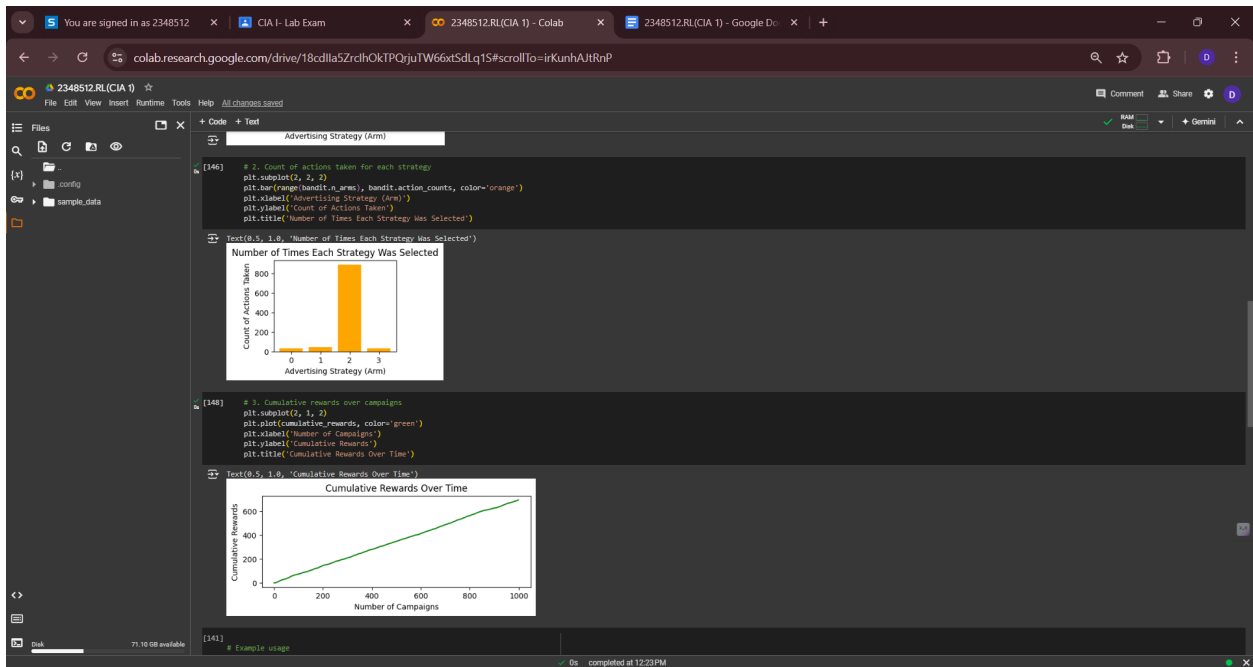 You are signed in as 2348512
CIA I- Lab Exam
2348512.RL(CIA 1) - Colab
2348512.RL(CIA 1) - Google Do
colab.research.google.com/drive/18cdIIa5ZrclhOkTPQrjuTW66xtSdLq1S#scrollTo=irKunhAJtRnP
D
2348512.RL(CIA 1)
File Edit View Insert Runtime Tools Help All changes saved
Comment Share D
Files
+ Code + Text
RAM
Disk
Gemini
..
.config
sample_data
{x}
Advertising Strategy (Arm)
[146]
0s
# 2. Count of actions taken for each strategy
plt.subplot(2, 2, 2)
plt.bar(range(bandit.n_arms), bandit.action_counts, color='orange')
plt.xlabel('Advertising Strategy (Arm)')
plt.ylabel('Count of Actions Taken')
plt.title('Number of Times Each Strategy Was Selected')
Text(0.5, 1.0, 'Number of Times Each Strategy Was Selected')
Number of Times Each Strategy Was Selected
Count of Actions Taken
800
600
400
200
0
0 1 2 3
Advertising Strategy (Arm)
[148]
0s
# 3. Cumulative rewards over campaigns
plt.subplot(2, 1, 2)
plt.plot(cumulative_rewards, color='green')
plt.xlabel('Number of Campaigns')
plt.ylabel('Cumulative Rewards')
plt.title('Cumulative Rewards Over Time')
Text(0.5, 1.0, 'Cumulative Rewards Over Time')
Cumulative Rewards Over Time
Cumulative Rewards
600
400
200
0
0 200 400 600 800 1000
Number of Campaigns
[141]
# Example usage
Disk 71.10 GB available
0s completed at 12:23PM